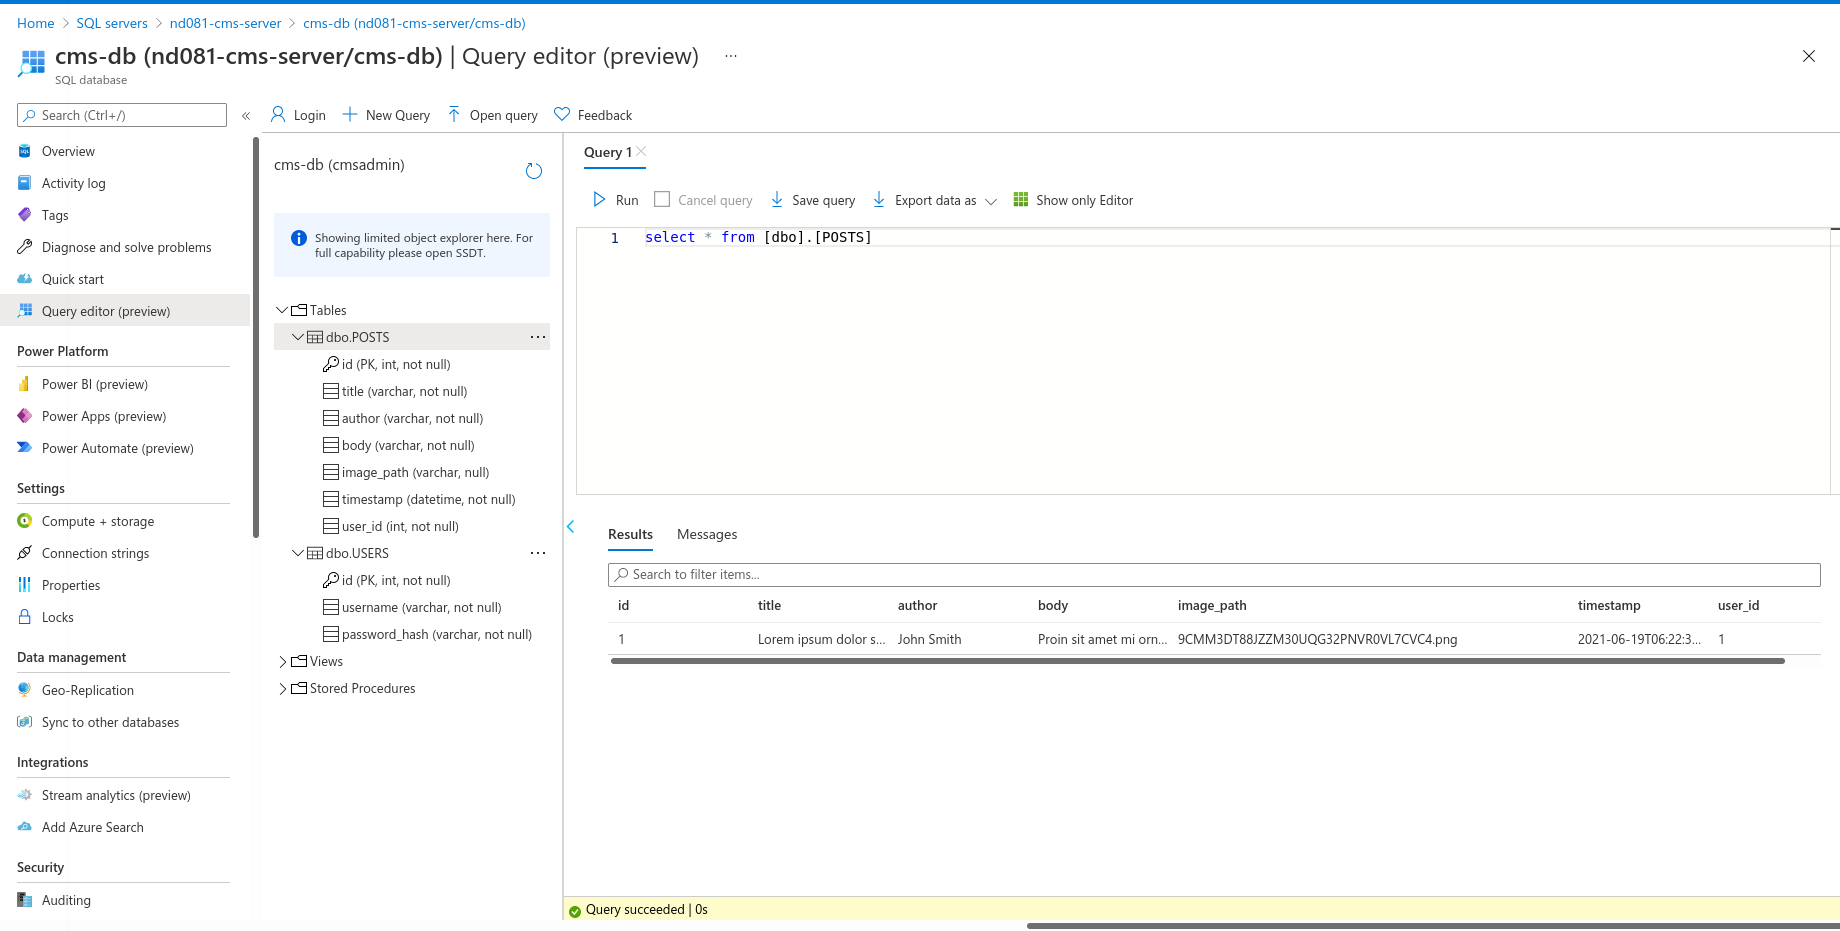 Home > SQL servers > nd081-cms-server > cms-db (nd081-cms-server/cms-db)
cms-db (nd081-cms-server/cms-db) | Query editor (preview) ...
SQL database
Search (Ctrl+/)
«
Overview
Activity log
Tags
Diagnose and solve problems
Quick start
Query editor (preview)
Power Platform
Power BI (preview)
Power Apps (preview)
Power Automate (preview)
Settings
Compute + storage
Connection strings
Properties
Locks
Data management
Geo-Replication
Sync to other databases
Integrations
Stream analytics (preview)
Add Azure Search
Security
Auditing
Login New Query Open query Feedback
cms-db (cmsadmin)
Showing limited object explorer here. For
full capability please open SSDT.
Tables
dbo.POSTS ...
id (PK, int, not null)
title (varchar, not null)
author (varchar, not null)
body (varchar, not null)
image_path (varchar, null)
timestamp (datetime, not null)
user_id (int, not null)
dbo.USERS ...
id (PK, int, not null)
username (varchar, not null)
password_hash (varchar, not null)
Views
Stored Procedures
Query 1
Run Cancel query Save query Export data as Show only Editor
1 select * from [dbo].[POSTS]
Results Messages
Search to filter items...
id title author body image_path timestamp user_id
1 Lorem ipsum dolor s... John Smith Proin sit amet mi orn... 9CMM3DT88JZZM30UQG32PNVR0VL7CVC4.png 2021-06-19T06:22:3... 1
Query succeeded | 0s